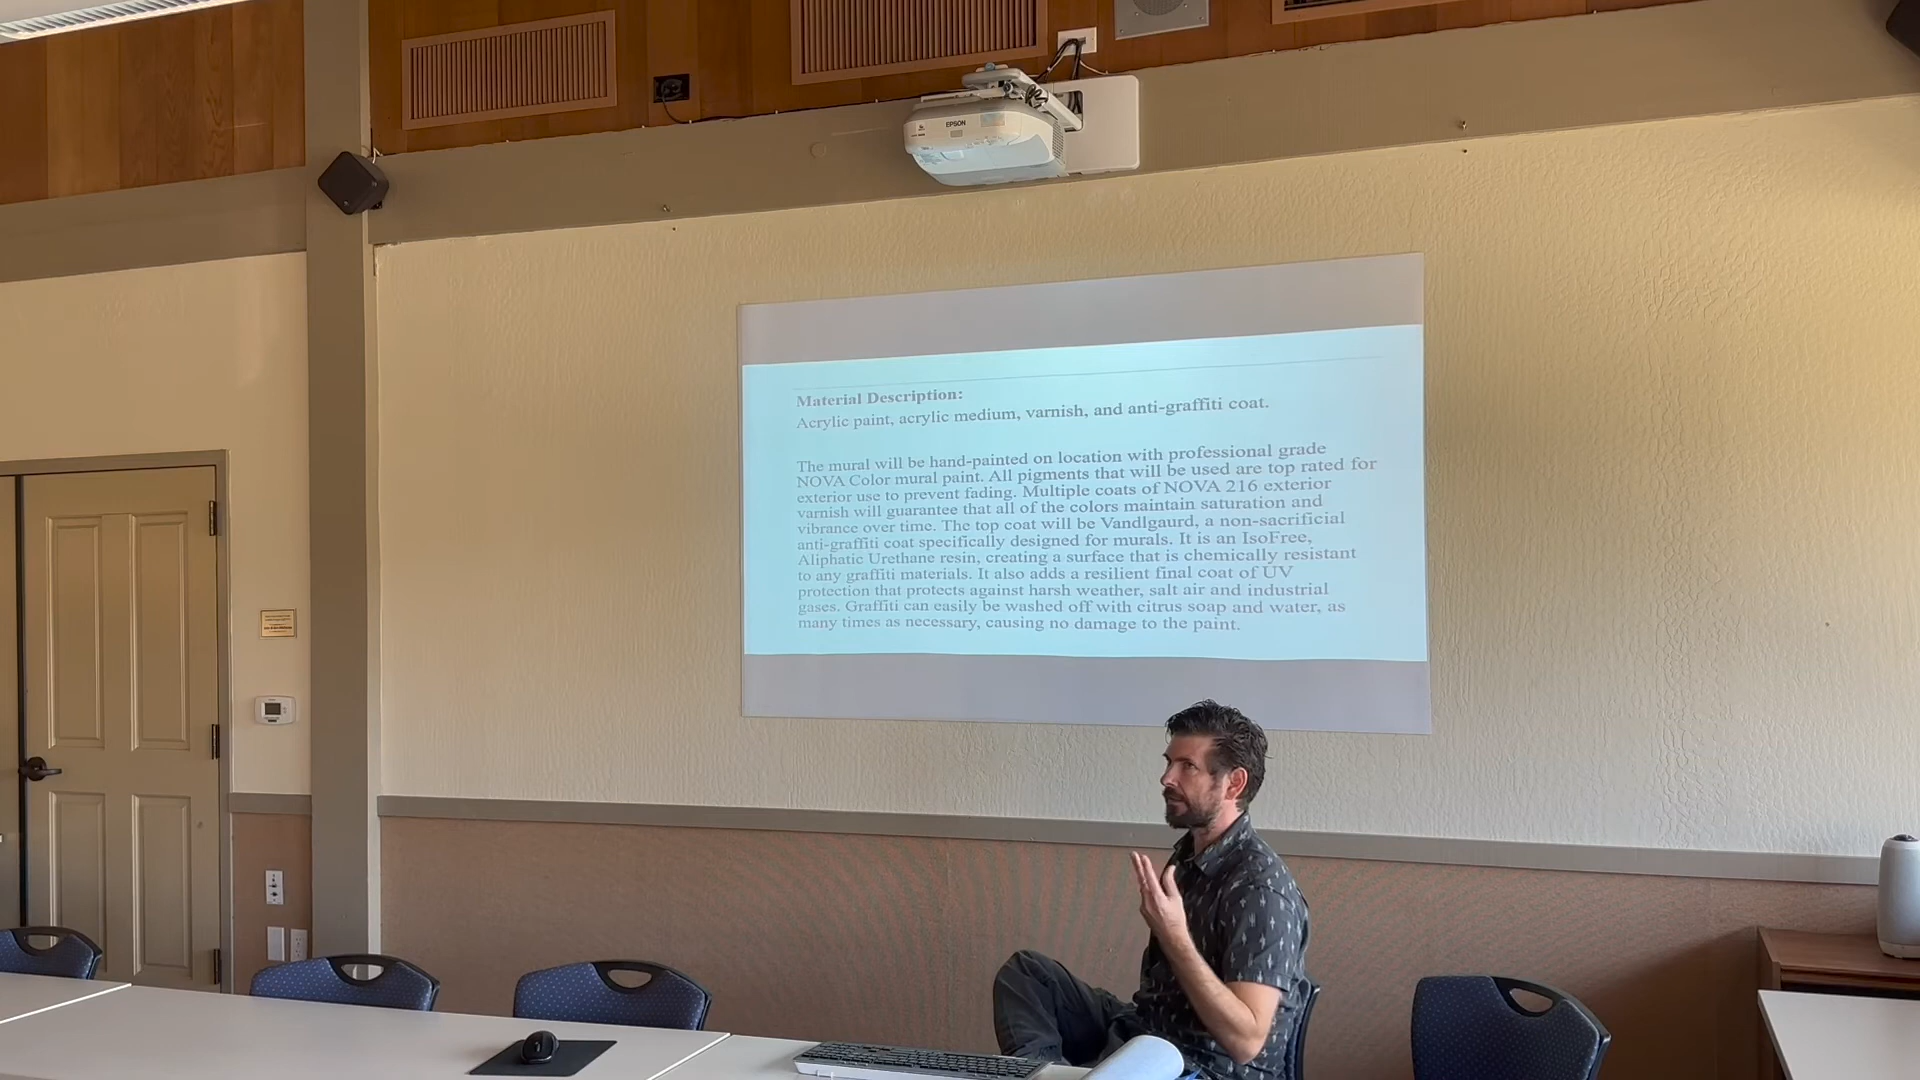 EPSON
Material Description:
Acrylic paint, acrylic medium, varnish, and anti-graffiti coat.
The mural will be hand-painted on location with professional grade
NOVA Color mural paint. All pigments that will be used are top rated for
exterior use to prevent fading. Multiple coats of NOVA 216 exterior
varnish will guarantee that all of the colors maintain saturation and
vibrance over time. The top coat will be Vandlgaurd, a non-sacrificial
anti-graffiti coat specifically designed for murals. It is an IsoFree,
Aliphatic Urethane resin, creating a surface that is chemically resistant
to any graffiti materials. It also adds a resilient final coat of UV
protection that protects against harsh weather, salt air and industrial
gases. Graffiti can easily be washed off with citrus soap and water, as
many times as necessary, causing no damage to the paint.